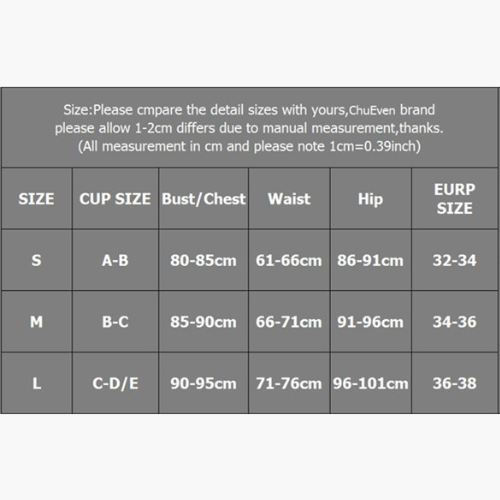 Size:Please cmpare the detail sizes with yours,ChuEven brand
please allow 1-2cm differs due to manual measurement,thanks.
(All measurement in cm and please note 1cm=0.39inch)
SIZE CUP SIZE Bust/Chest Waist Hip EURP SIZE
S A-B 80-85cm 61-66cm 86-91cm 32-34
M B-C 85-90cm 66-71cm 91-96cm 34-36
L C-D/E 90-95cm 71-76cm 96-101cm 36-38